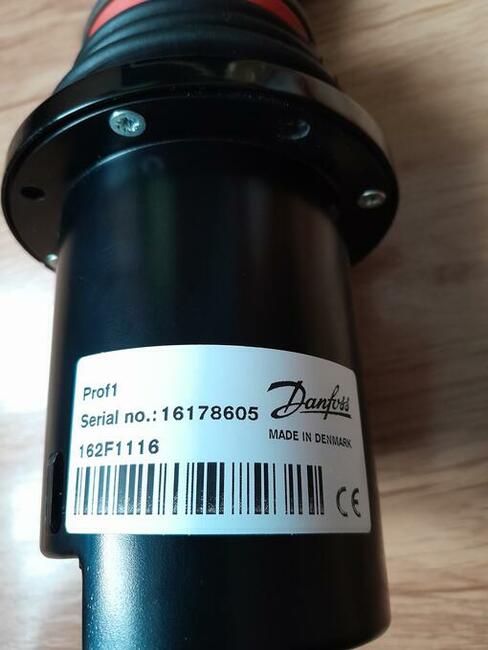 Prof1
Serial no.: 16178605
162F1116
Danfoss
MADE IN DENMARK
CE